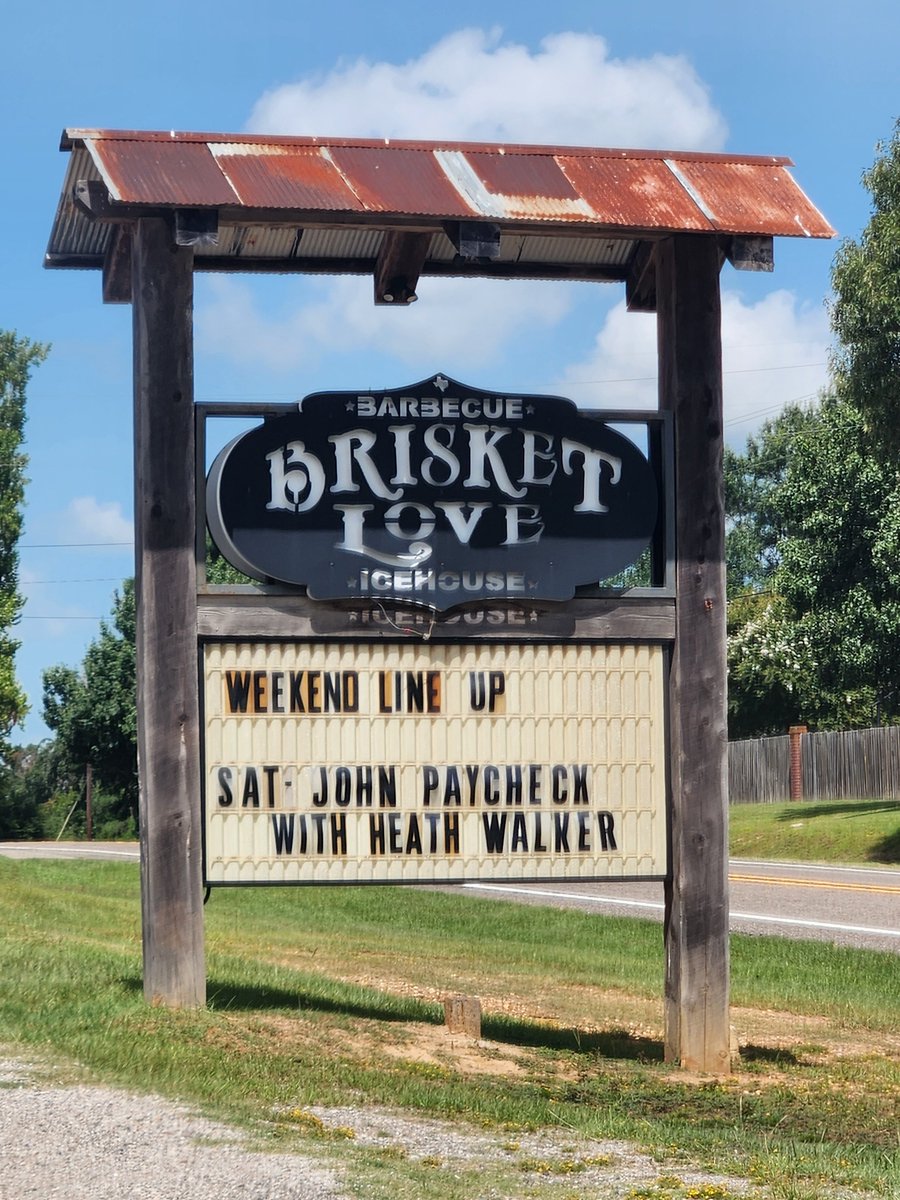 BARBECUE
BRISKET
LOVE
ICEHOUSE
WEEKEND LINE UP
SAT- JOHN PAYCHECK
WITH HEATH WALKER